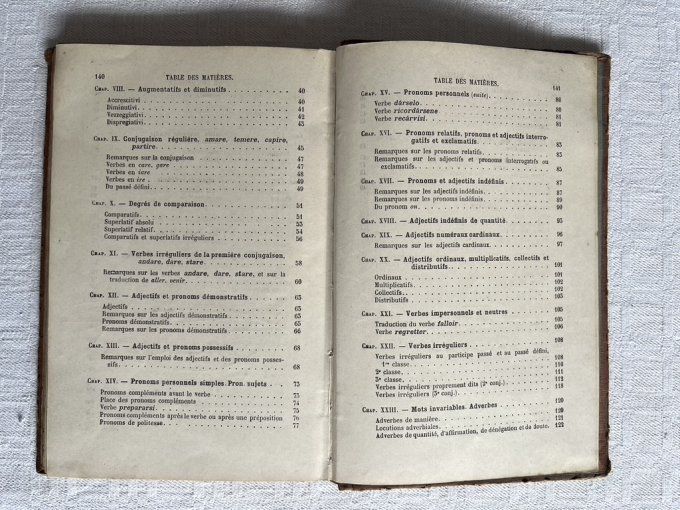 140 TABLE DES MATIÈRES.
CHAP. VIII. — Augmentatifs et diminutifs 40
Accrescitivi 40
Diminutivi 41
Vezzeggiativi 42
Dispregiativi 43
CHAP. IX. Conjugaison régulière, amare, temere, capire,
partire 45
Remarques sur la conjugaison 47
Verbes en care, gare 47
Verbes en iare 48
Verbes en ire 49
Du passé défini 49
CHAP. X. — Degrés de comparaison 51
Comparatifs 51
Superlatif absolu 53
Superlatif relatif 54
Comparatifs et superlatifs irréguliers 56
CHAP. XI. — Verbes irréguliers de la première conjugaison,
andare, dare, stare 58
Remarques sur les verbes andare, dare, stare, et sur la
traduction de aller, venir 60
CHAP. XII. — Adjectifs et pronoms démonstratifs 65
Adjectifs 65
Remarques sur les adjectifs démonstratifs 65
Pronoms démonstratifs 65
Remarques sur les pronoms démonstratifs 66
CHAP. XIII. — Adjectifs et pronoms possessifs 68
Remarques sur l'emploi des adjectifs et des pronoms posses-
sifs 68
CHAP. XIV. — Pronoms personnels simples. Pron. sujets 73
Pronoms compléments avant le verbe 73
Place des pronoms compléments 74
Verbe prepararsi 75
Pronoms compléments après le verbe ou après une préposition 76
Pronoms de politesse 77
TABLE DES MATIÈRES. 141
CHAP. XV. — Pronoms personnels (suite) 81
Verbe dárselo 80
Verbe ricordársene 81
Verbe recárvisi 81
CHAP. XVI. — Pronoms relatifs, pronoms et adjectifs interro-
gatifs et exclamatifs 83
Remarques sur les pronoms relatifs 83
Remarques sur les adjectifs et pronoms interrogatifs ou
exclamatifs 85
CHAP. XVII. — Pronoms et adjectifs indéfinis 87
Remarques sur les adjectifs indéfinis 87
Remarques sur les pronoms indéfinis 89
Du pronom on 90
CHAP. XVIII. — Adjectifs indéfinis de quantité 93
CHAP. XIX. — Adjectifs numéraux cardinaux 96
Remarques sur les adjectifs cardinaux 97
CHAP. XX. — Adjectifs ordinaux, multiplicatifs, collectifs et
distributifs 101
Ordinaux 101
Multiplicatifs 102
Collectifs 102
Distributifs 103
CHAP. XXI. — Verbes impersonnels et neutres 105
Traduction du verbe falloir 105
Verbe regretter 106
CHAP. XXII. — Verbes irréguliers 108
Verbes irréguliers au participe passé et au passé défini,
1re classe 108
2e classe 111
3e classe 113
Verbes irréguliers proprement dits (2e conj.) 118
Verbes irréguliers (3e conj.) 118
CHAP. XXIII. — Mots invariables. Adverbes 120
Adverbes de manière 120
Locutions adverbiales 121
Adverbes de quantité, d'affirmation, de dénégation et de doute 122